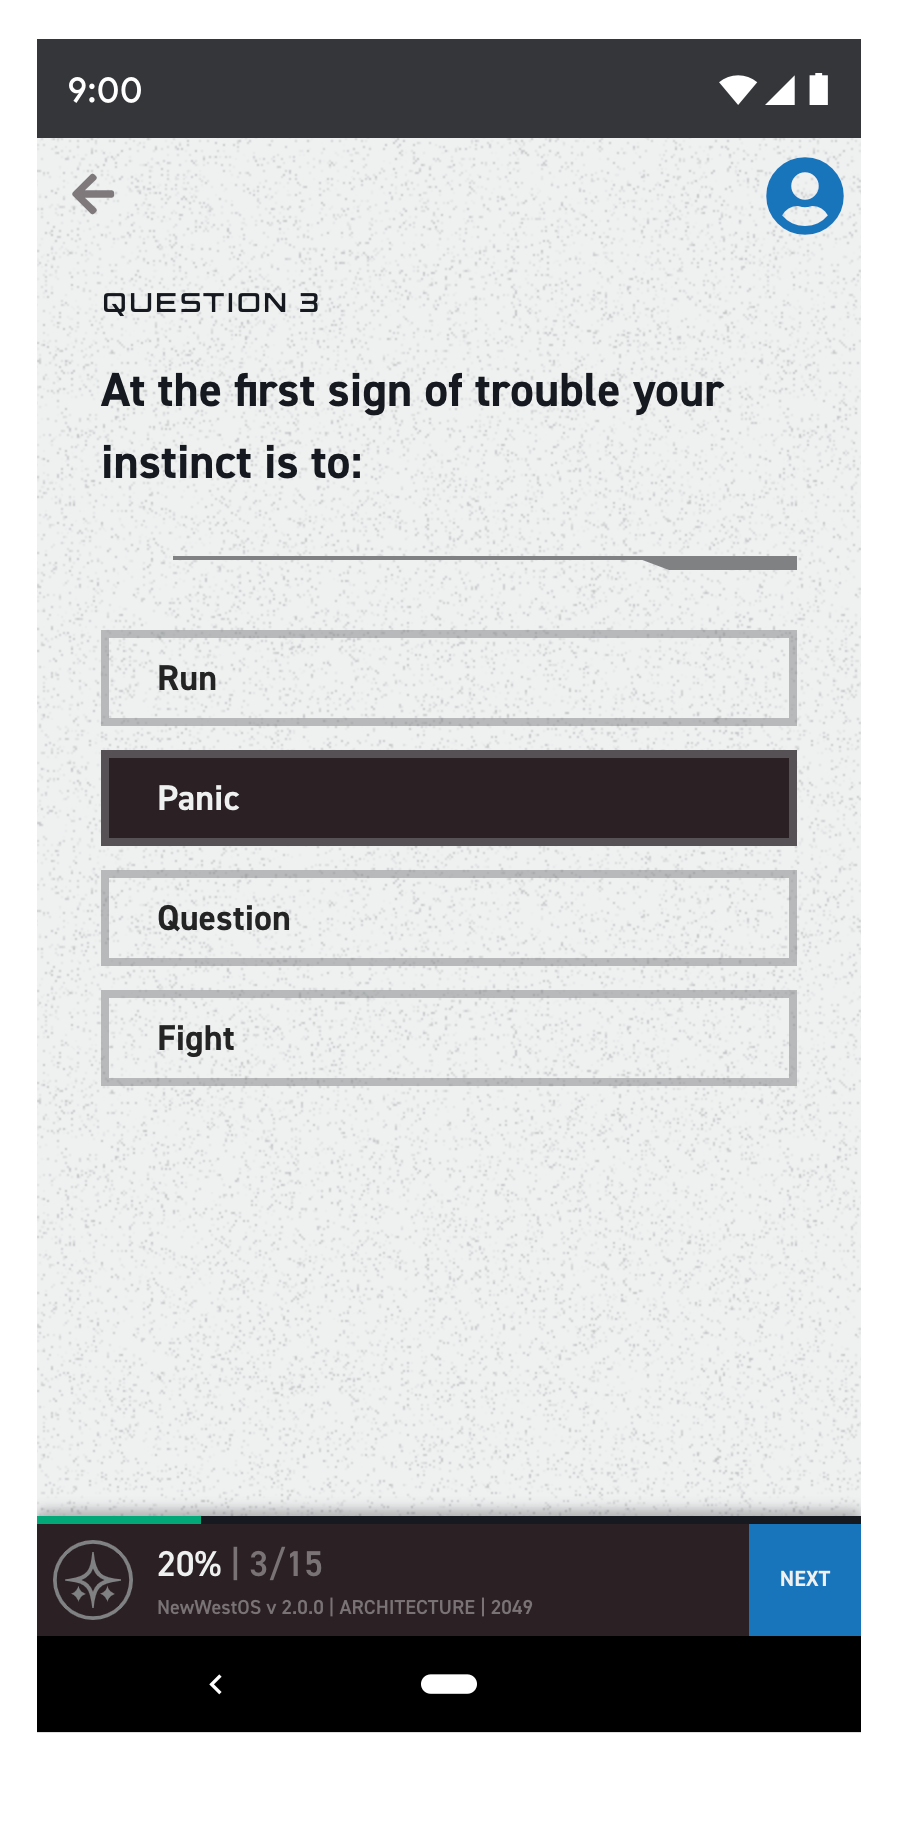 9:00
QUESTION 3
At the first sign of trouble your
instinct is to:
Run
Panic
Question
Fight
20% | 3/15
NewWestOS v 2.0.0 | ARCHITECTURE | 2049
NEXT